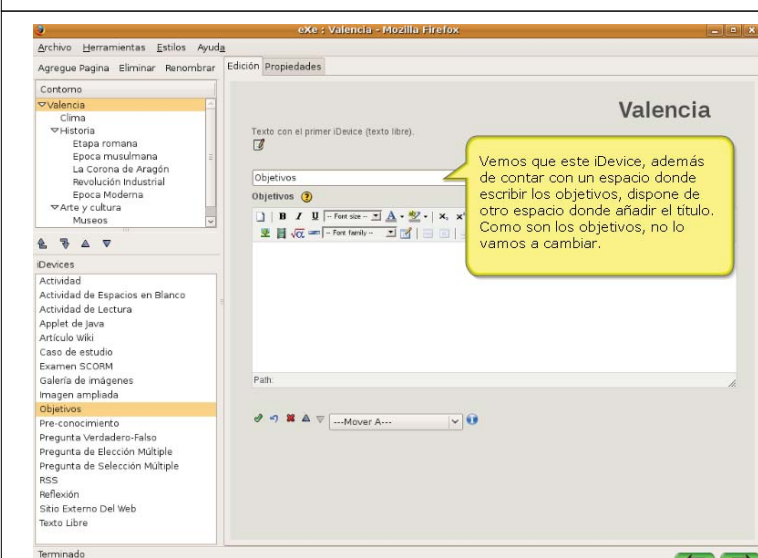 eXe : Valencia - Mozilla Firefox
Archivo Herramientas Estilos Ayuda
Agregue Pagina Eliminar Renombrar
Edición Propiedades
Contorno
Valencia
Clima
Historia
Etapa romana
Epoca musulmana
La Corona de Aragón
Revolución Industrial
Epoca Moderna
Arte y cultura
Museos
iDevices
Actividad
Actividad de Espacios en Blanco
Actividad de Lectura
Applet de Java
Artículo Wiki
Caso de estudio
Examen SCORM
Galería de imágenes
Imagen ampliada
Objetivos
Pre-conocimiento
Pregunta Verdadero-Falso
Pregunta de Elección Múltiple
Pregunta de Selección Múltiple
RSS
Reflexión
Sitio Externo Del Web
Texto Libre
Valencia
Texto con el primer iDevice (texto libre).
Objetivos
Objetivos
B I U -- Font size -- A
-- Font family --
Path:
---Mover A---
Vemos que este iDevice, además
de contar con un espacio donde
escribir los objetivos, dispone de
otro espacio donde añadir el título.
Como son los objetivos, no lo
vamos a cambiar.
Terminado